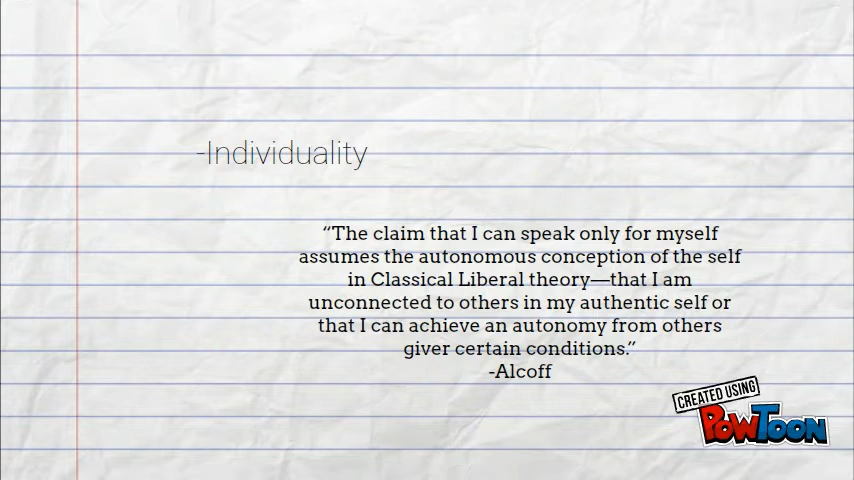 -Individuality
“The claim that I can speak only for myself
assumes the autonomous conception of the self
in Classical Liberal theory—that I am
unconnected to others in my authentic self or
that I can achieve an autonomy from others
giver certain conditions.”
-Alcoff
CREATED USING
POWTOON